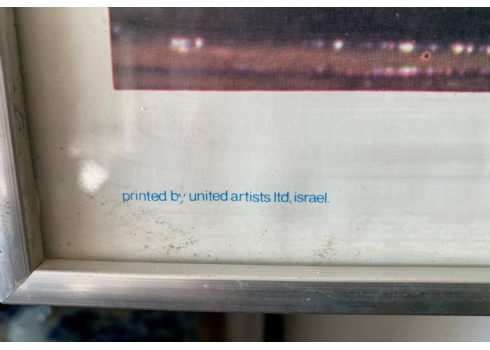 printed by united artists ltd, israel.